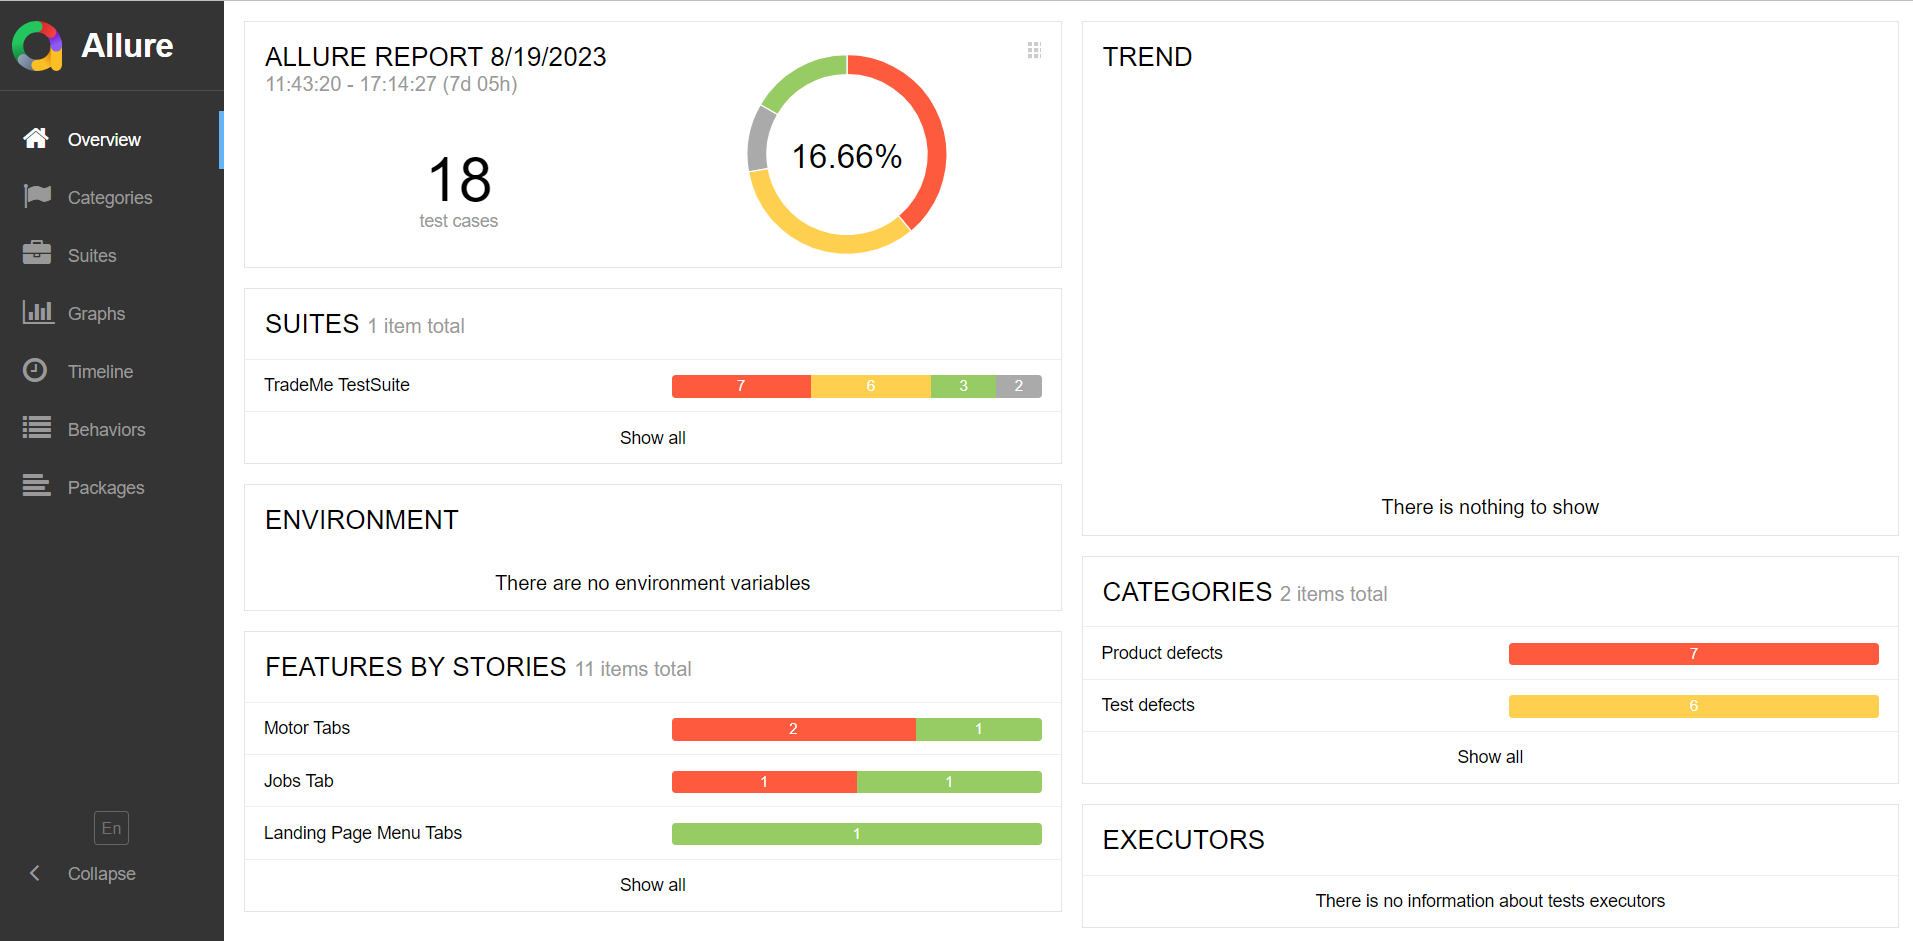 Allure
Overview
Categories
Suites
Graphs
Timeline
Behaviors
Packages
En
Collapse
ALLURE REPORT 8/19/2023
11:43:20 - 17:14:27 (7d 05h)
18
test cases
16.66%
SUITES 1 item total
TradeMe TestSuite 7 6 3 2
Show all
ENVIRONMENT
There are no environment variables
FEATURES BY STORIES 11 items total
Motor Tabs 2 1
Jobs Tab 1 1
Landing Page Menu Tabs 1
Show all
TREND
There is nothing to show
CATEGORIES 2 items total
Product defects 7
Test defects 6
Show all
EXECUTORS
There is no information about tests executors